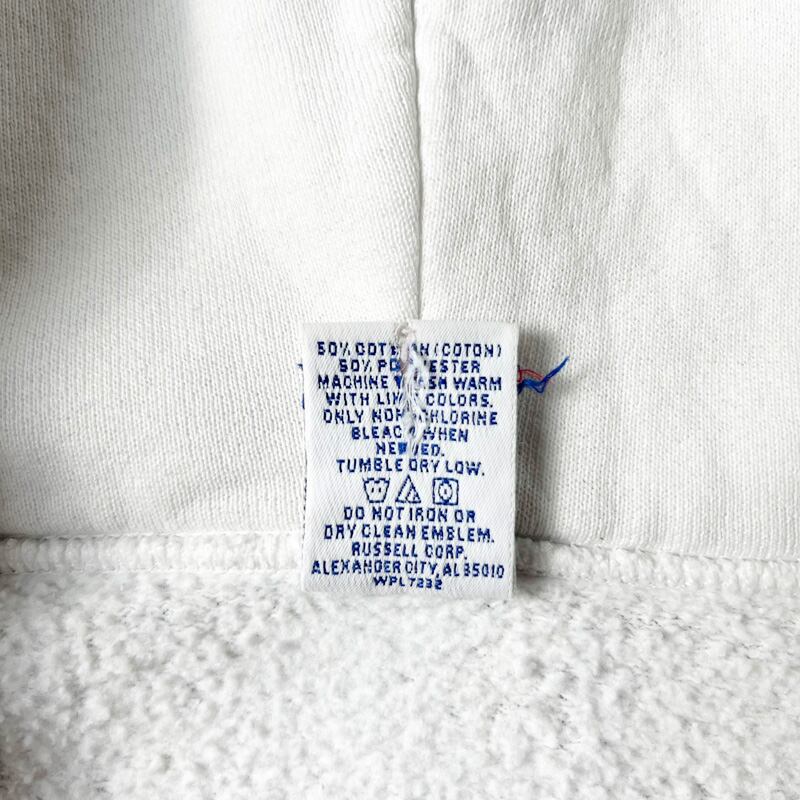 50% COTTON (COTON)
50% POLYESTER
MACHINE WASH WARM
WITH LIKE COLORS.
ONLY NON-CHLORINE
BLEACH WHEN
NEEDED.
TUMBLE DRY LOW.
DO NOT IRON OR
DRY CLEAN EMBLEM.
RUSSELL CORP.
ALEXANDER CITY, AL 35010
WPL 7232